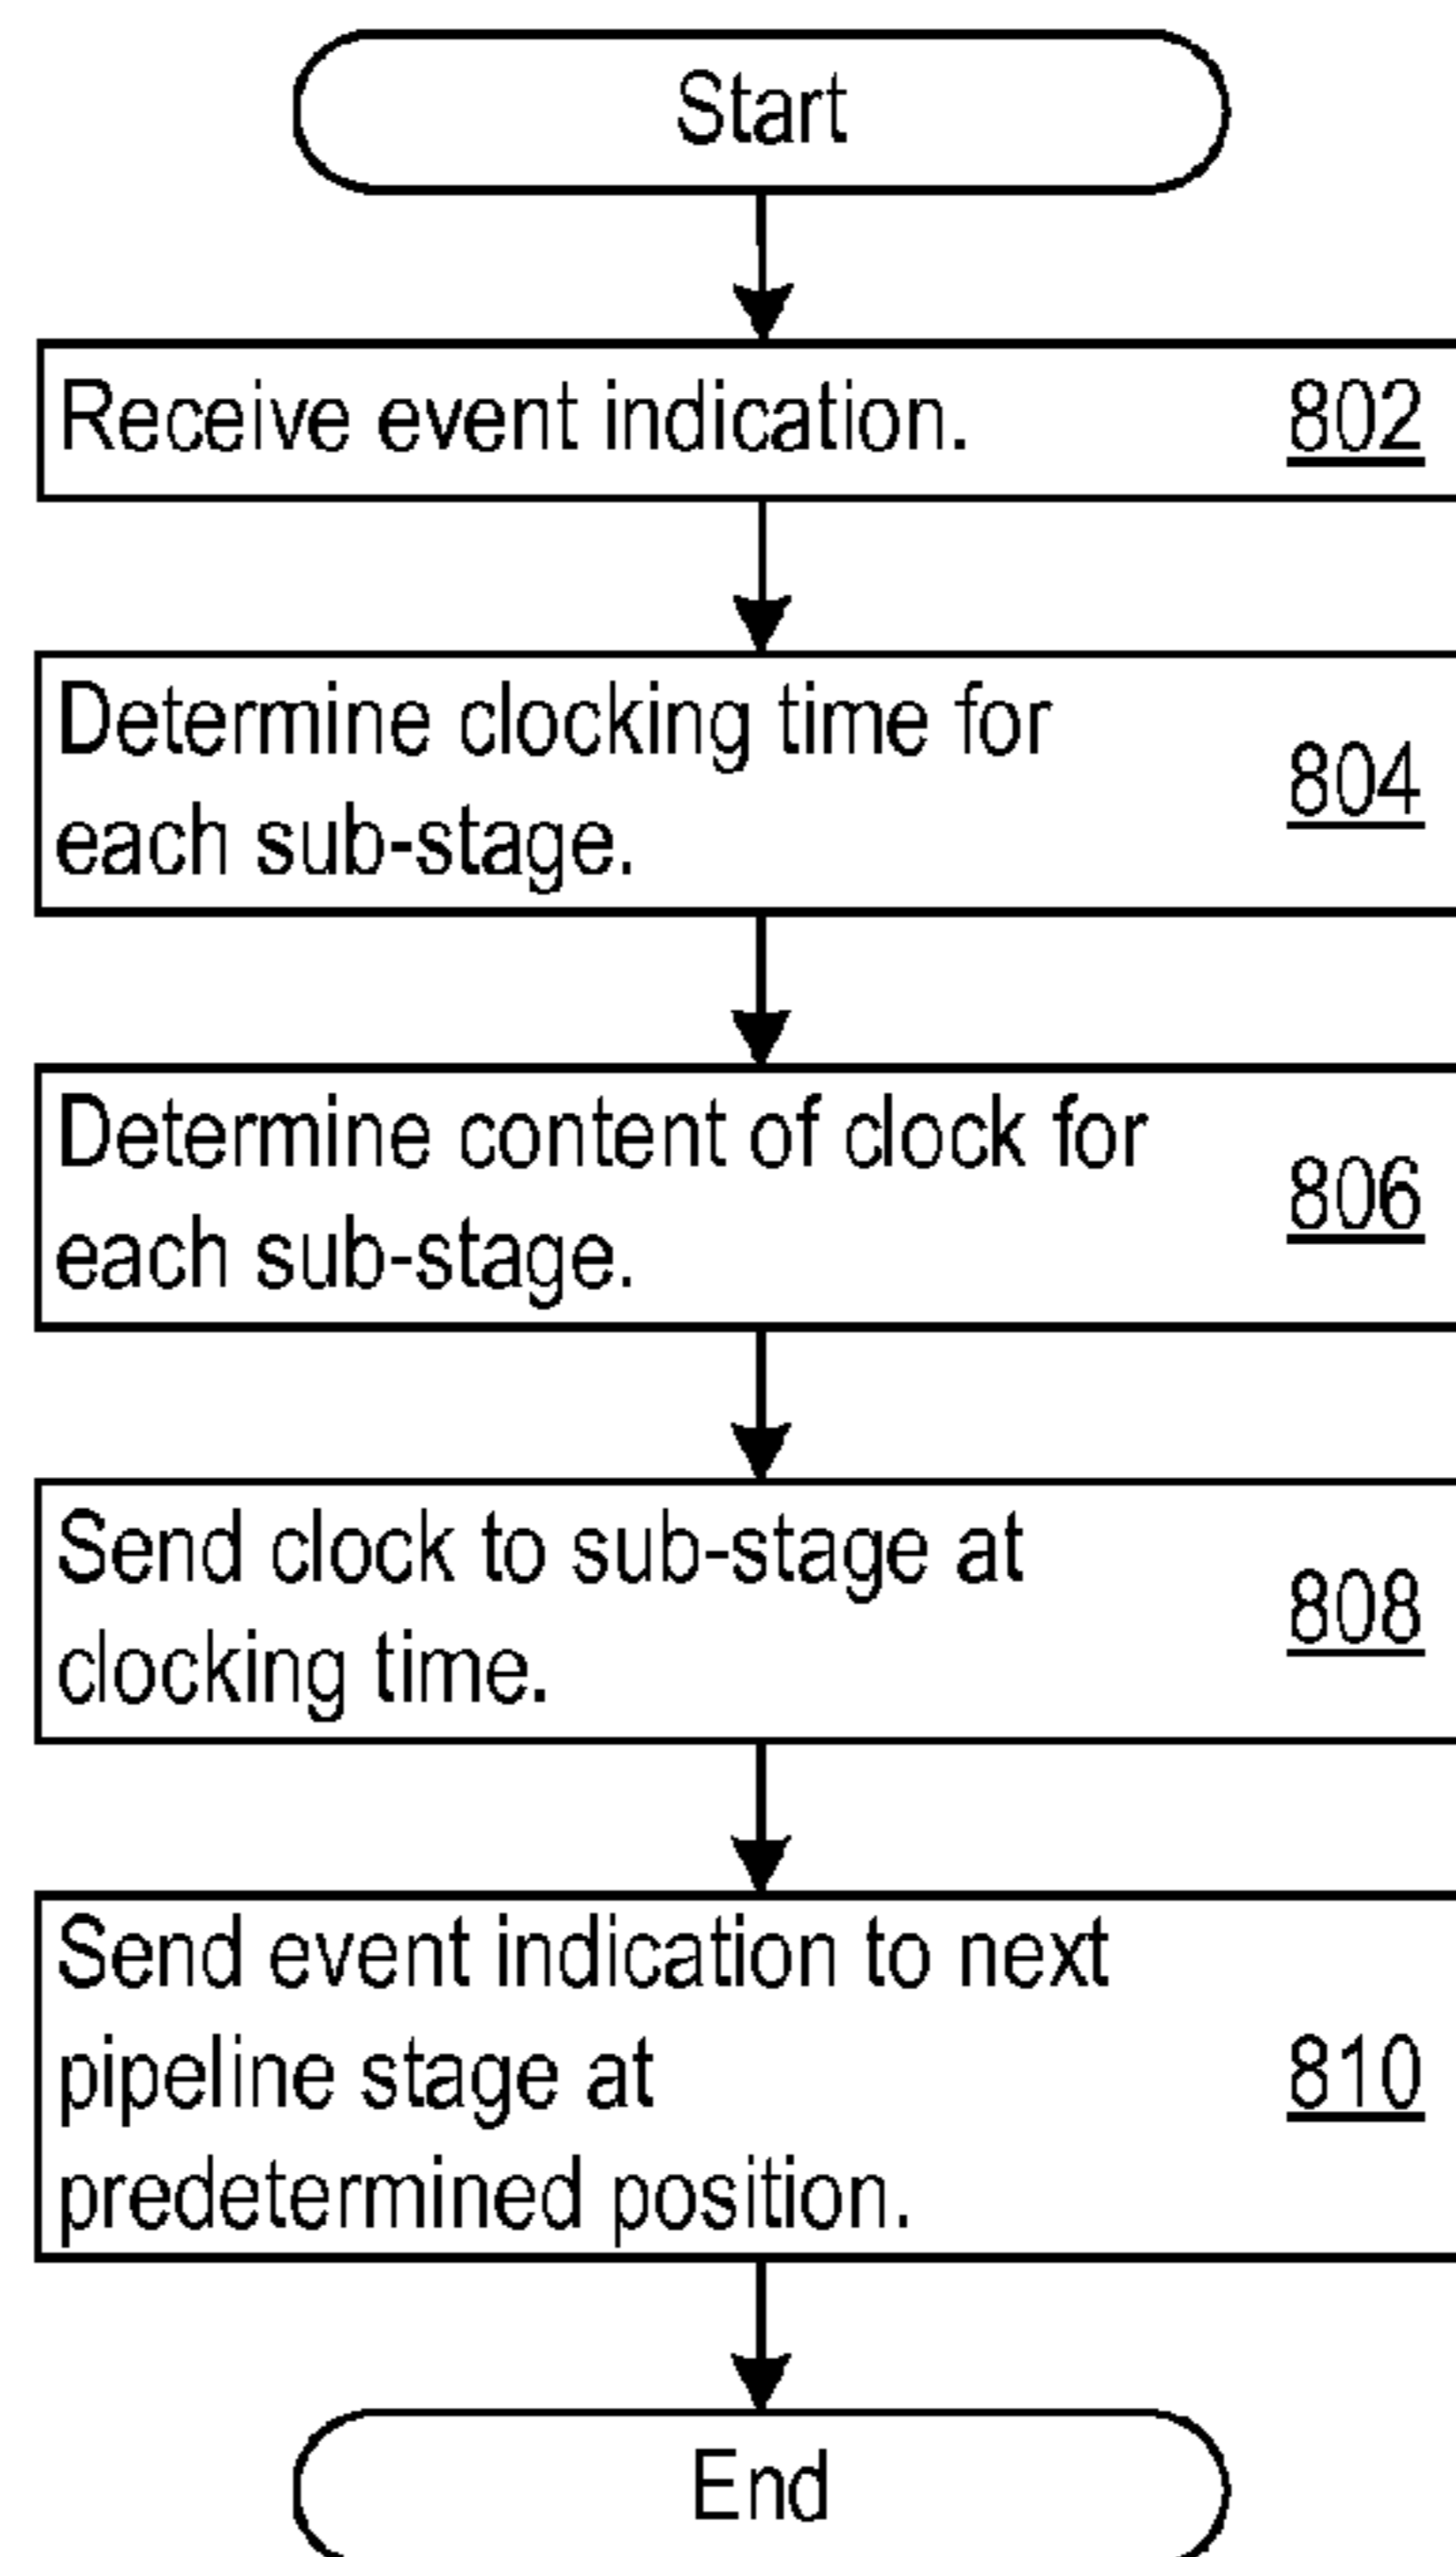 Start
Receive event indication. 802
Determine clocking time for
each sub-stage. 804
Determine content of clock for
each sub-stage. 806
Send clock to sub-stage at
clocking time. 808
Send event indication to next
pipeline stage at 810
predetermined position.
End